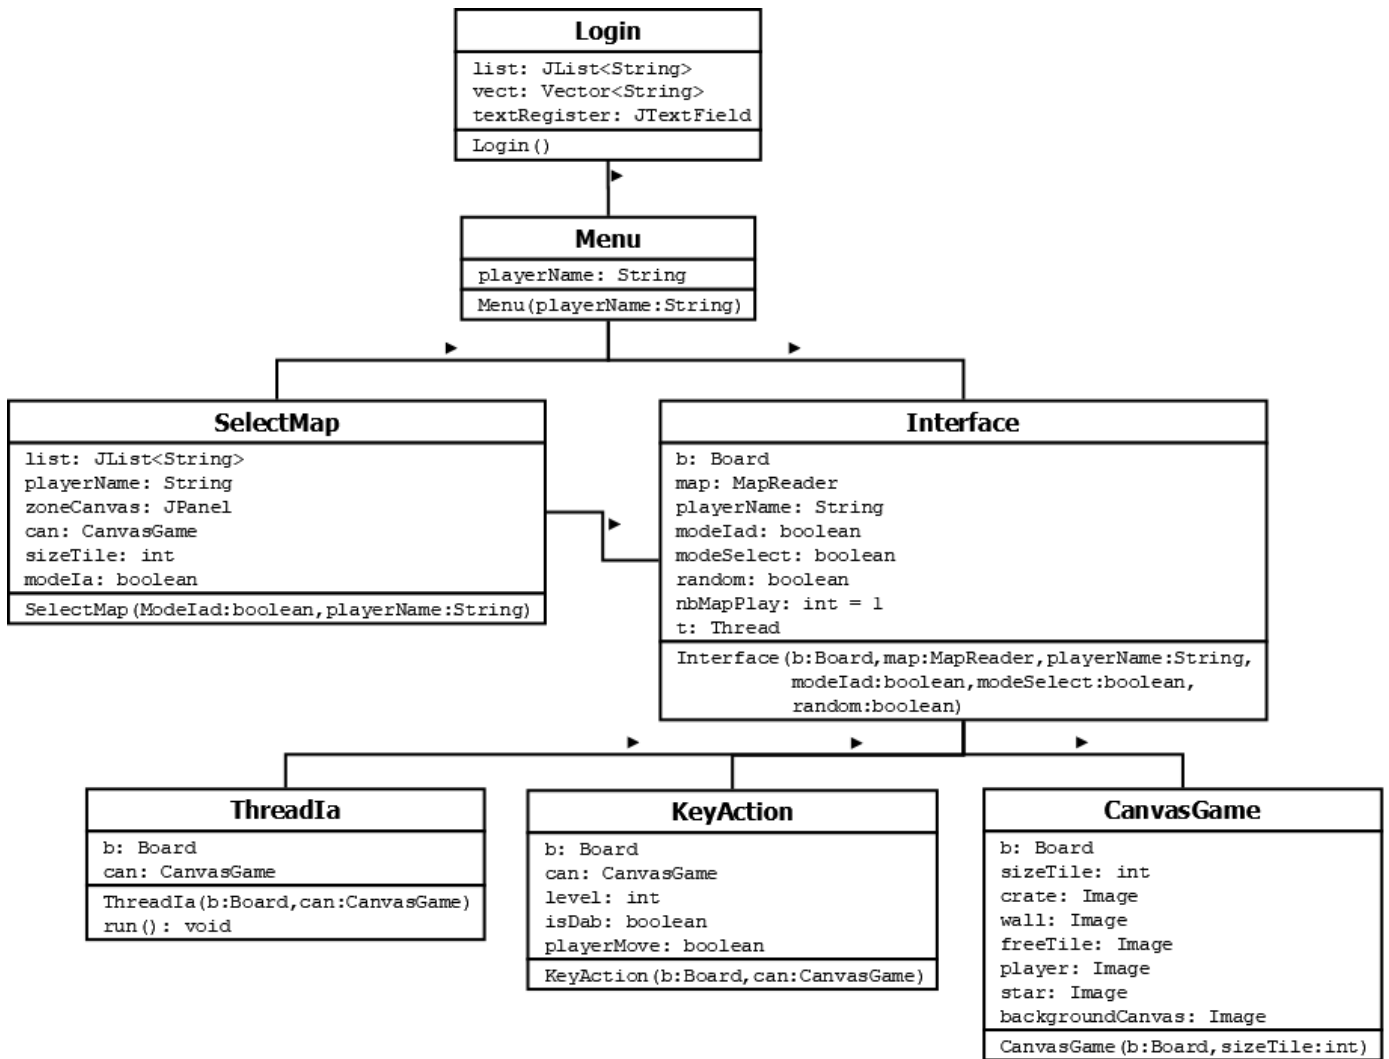 Login
list: JList<String>
vect: Vector<String>
textRegister: JTextField
Login()
Menu
playerName: String
Menu(playerName:String)
SelectMap
list: JList<String>
playerName: String
zoneCanvas: JPanel
can: CanvasGame
sizeTile: int
modeIa: boolean
SelectMap(ModeIad:boolean,playerName:String)
Interface
b: Board
map: MapReader
playerName: String
modeIad: boolean
modeSelect: boolean
random: boolean
nbMapPlay: int = 1
t: Thread
Interface(b:Board,map:MapReader,playerName:String,
modeIad:boolean,modeSelect:boolean,
random:boolean)
ThreadIa
b: Board
can: CanvasGame
ThreadIa(b:Board,can:CanvasGame)
run(): void
KeyAction
b: Board
can: CanvasGame
level: int
isDab: boolean
playerMove: boolean
KeyAction(b:Board,can:CanvasGame)
CanvasGame
b: Board
sizeTile: int
crate: Image
wall: Image
freeTile: Image
player: Image
star: Image
backgroundCanvas: Image
CanvasGame(b:Board,sizeTile:int)